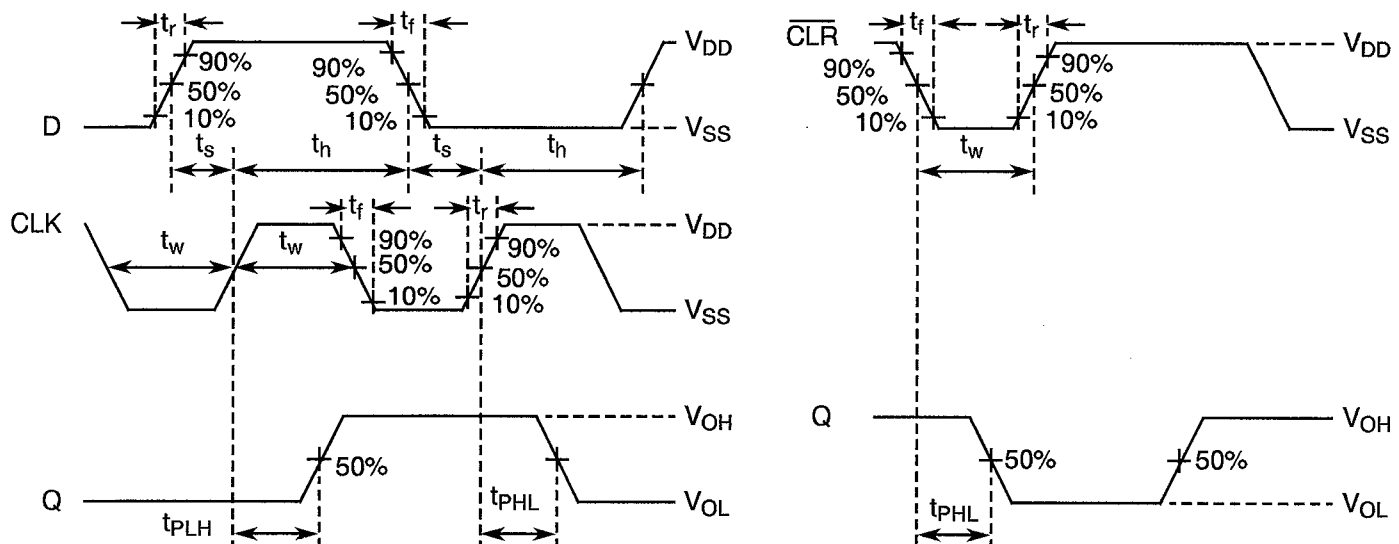 tr
tf
VDD
90%
90%
50%
50%
10%
10%
D
VSS
ts
th
ts
th
tf
tr
CLK
VDD
tw
tw
90%
90%
50%
50%
10%
10%
VSS
VOH
50%
Q
VOL
tPLH
tPHL
CLR
tf
tr
VDD
90%
90%
50%
50%
10%
10%
VSS
tw
Q
VOH
50%
50%
VOL
tPHL